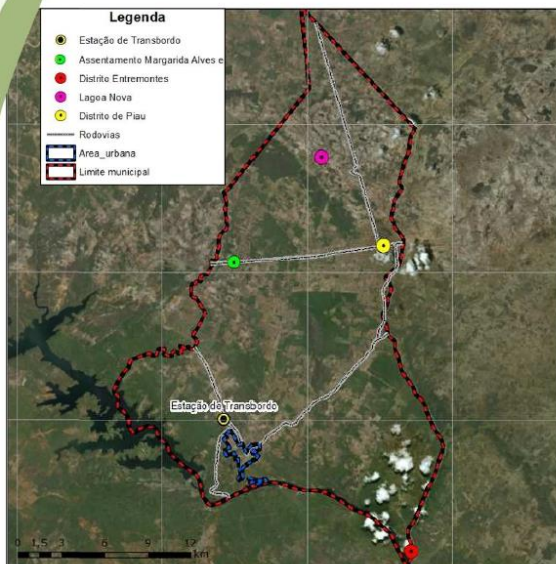 Legenda
Estação de Transbordo
Assentamento Margarida Alves e
Distrito Entremontes
Lagoa Nova
Distrito de Piau
Rodovias
Area_urbana
Limite municipal
Estação de Transbordo
0 1,5 3 6 9 12
km